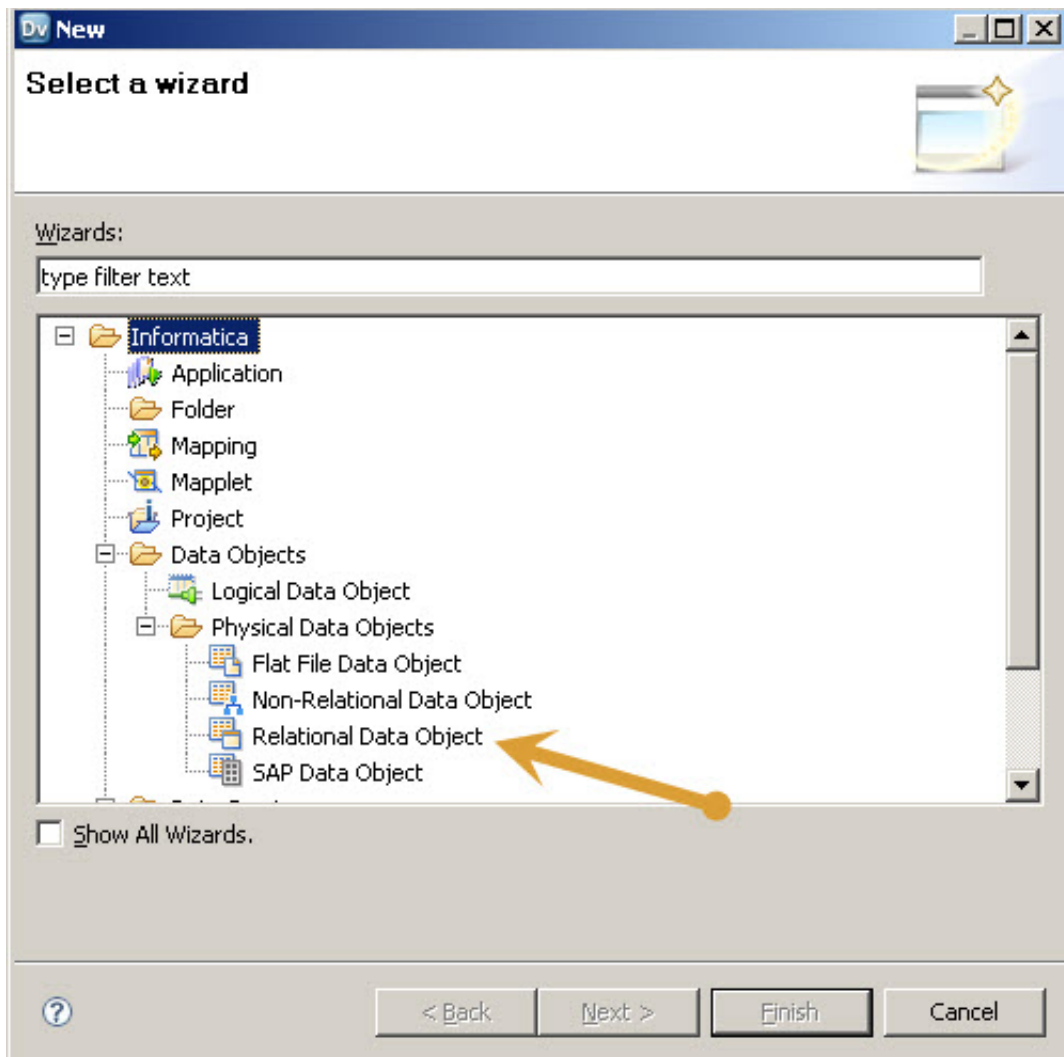 Dv New
Select a wizard
Wizards:
type filter text
Informatica
Application
Folder
Mapping
Mapplet
Project
Data Objects
Logical Data Object
Physical Data Objects
Flat File Data Object
Non-Relational Data Object
Relational Data Object
SAP Data Object
Show All Wizards.
?
< Back
Next >
Finish
Cancel